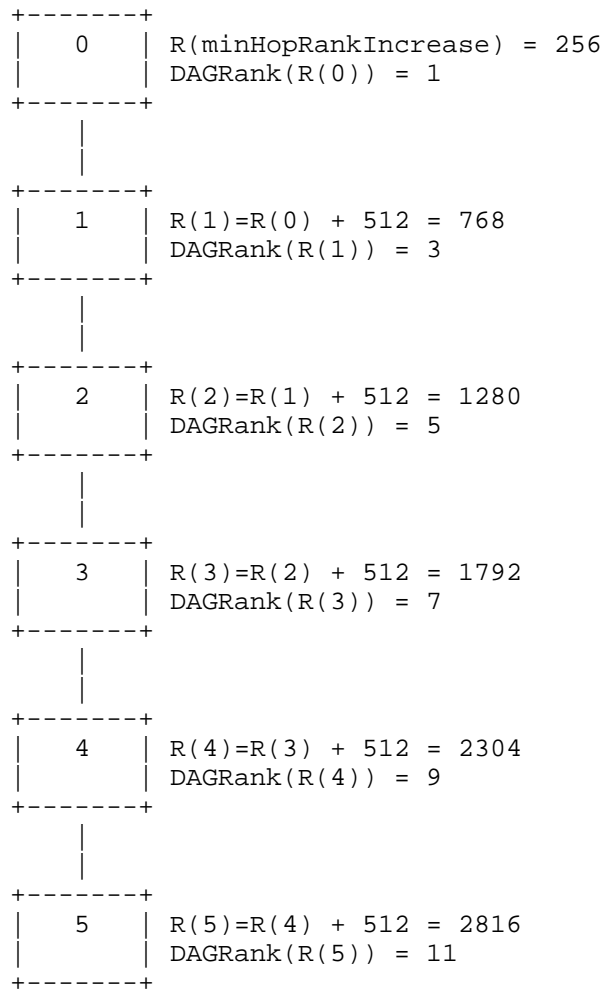 0 R(minHopRankIncrease) = 256
DAGRank(R(0)) = 1
1 R(1)=R(0) + 512 = 768
DAGRank(R(1)) = 3
2 R(2)=R(1) + 512 = 1280
DAGRank(R(2)) = 5
3 R(3)=R(2) + 512 = 1792
DAGRank(R(3)) = 7
4 R(4)=R(3) + 512 = 2304
DAGRank(R(4)) = 9
5 R(5)=R(4) + 512 = 2816
DAGRank(R(5)) = 11